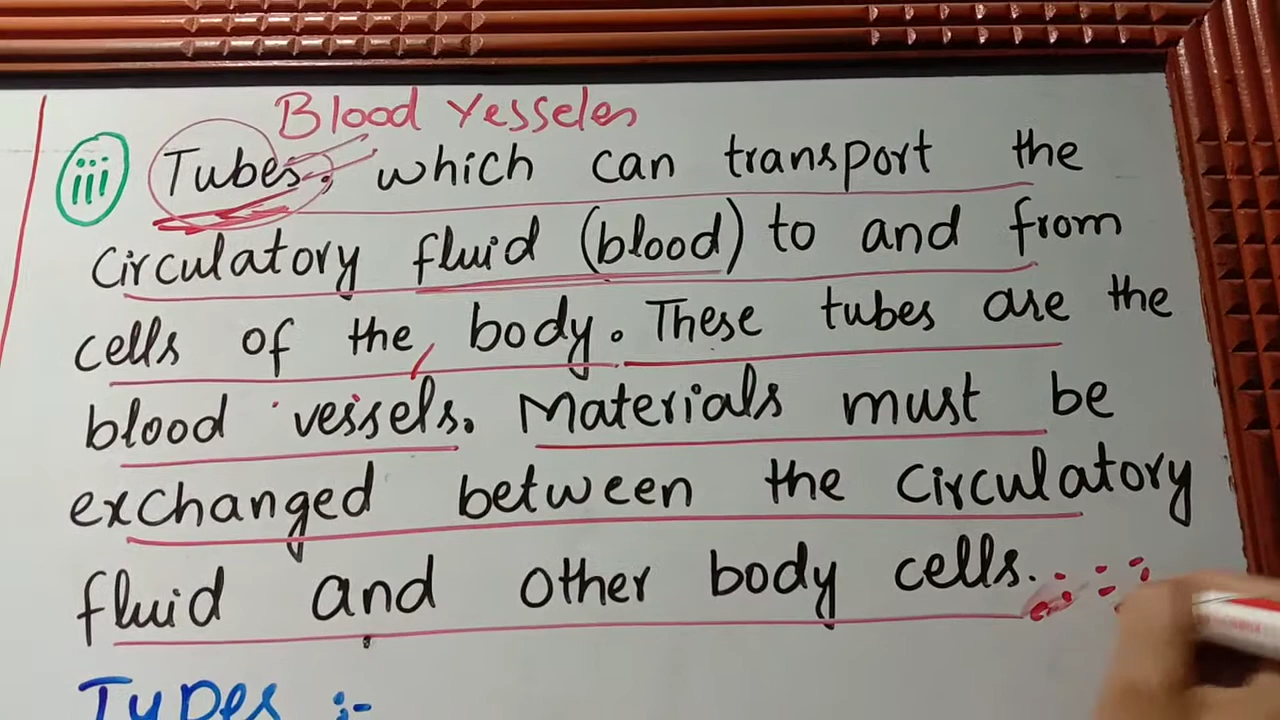 Blood Vesseles
iii Tubes, which can transport the
circulatory fluid (blood) to and from
cells of the body. These tubes are the
blood vessels. Materials must be
exchanged between the circulatory
fluid and other body cells.
Types :-